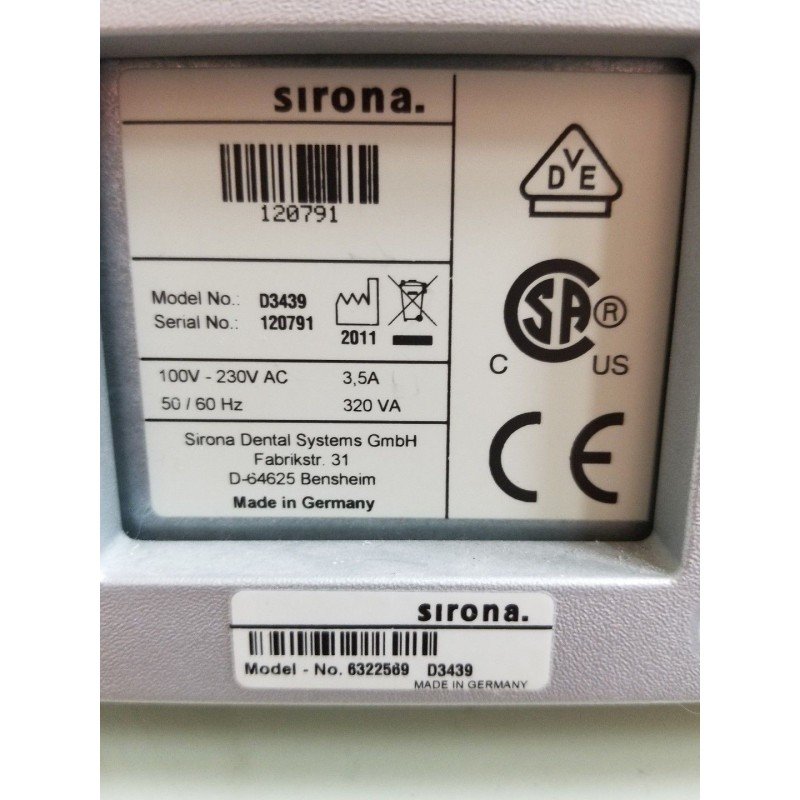 sirona.
120791
Model No.: D3439
Serial No.: 120791
2011
100V - 230V AC 3,5A
50 / 60 Hz 320 VA
Sirona Dental Systems GmbH
Fabrikstr. 31
D-64625 Bensheim
Made in Germany
DVE
CSA ®
C US
CE
sirona.
Model - No. 6322569 D3439
MADE IN GERMANY